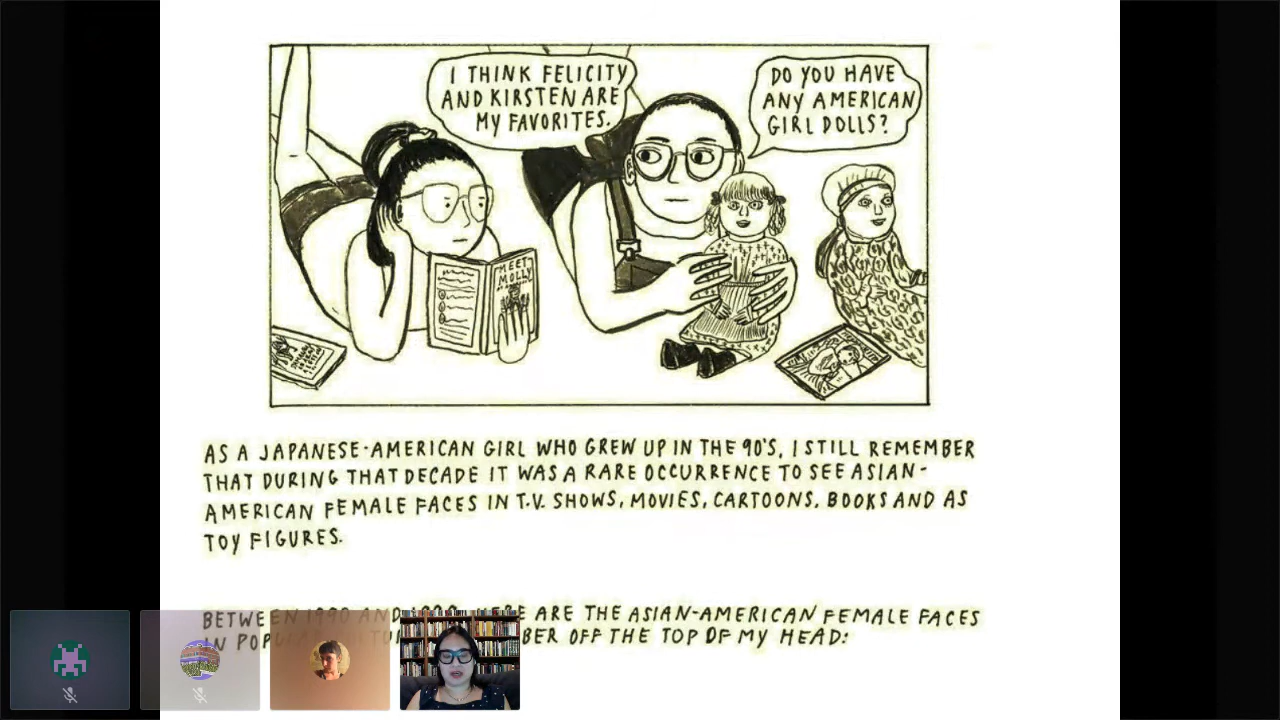 I THINK FELICITY
AND KIRSTEN ARE
MY FAVORITES.
DO YOU HAVE
ANY AMERICAN
GIRL DOLLS?
MEET
MOLLY
AS A JAPANESE-AMERICAN GIRL WHO GREW UP IN THE 90'S, I STILL REMEMBER
THAT DURING THAT DECADE IT WAS A RARE OCCURRENCE TO SEE ASIAN-
AMERICAN FEMALE FACES IN T.V. SHOWS, MOVIES, CARTOONS, BOOKS AND AS
TOY FIGURES.
BETWEEN 1990 AND ARE THE ASIAN-AMERICAN FEMALE FACES
IN OFF THE TOP OF MY HEAD: